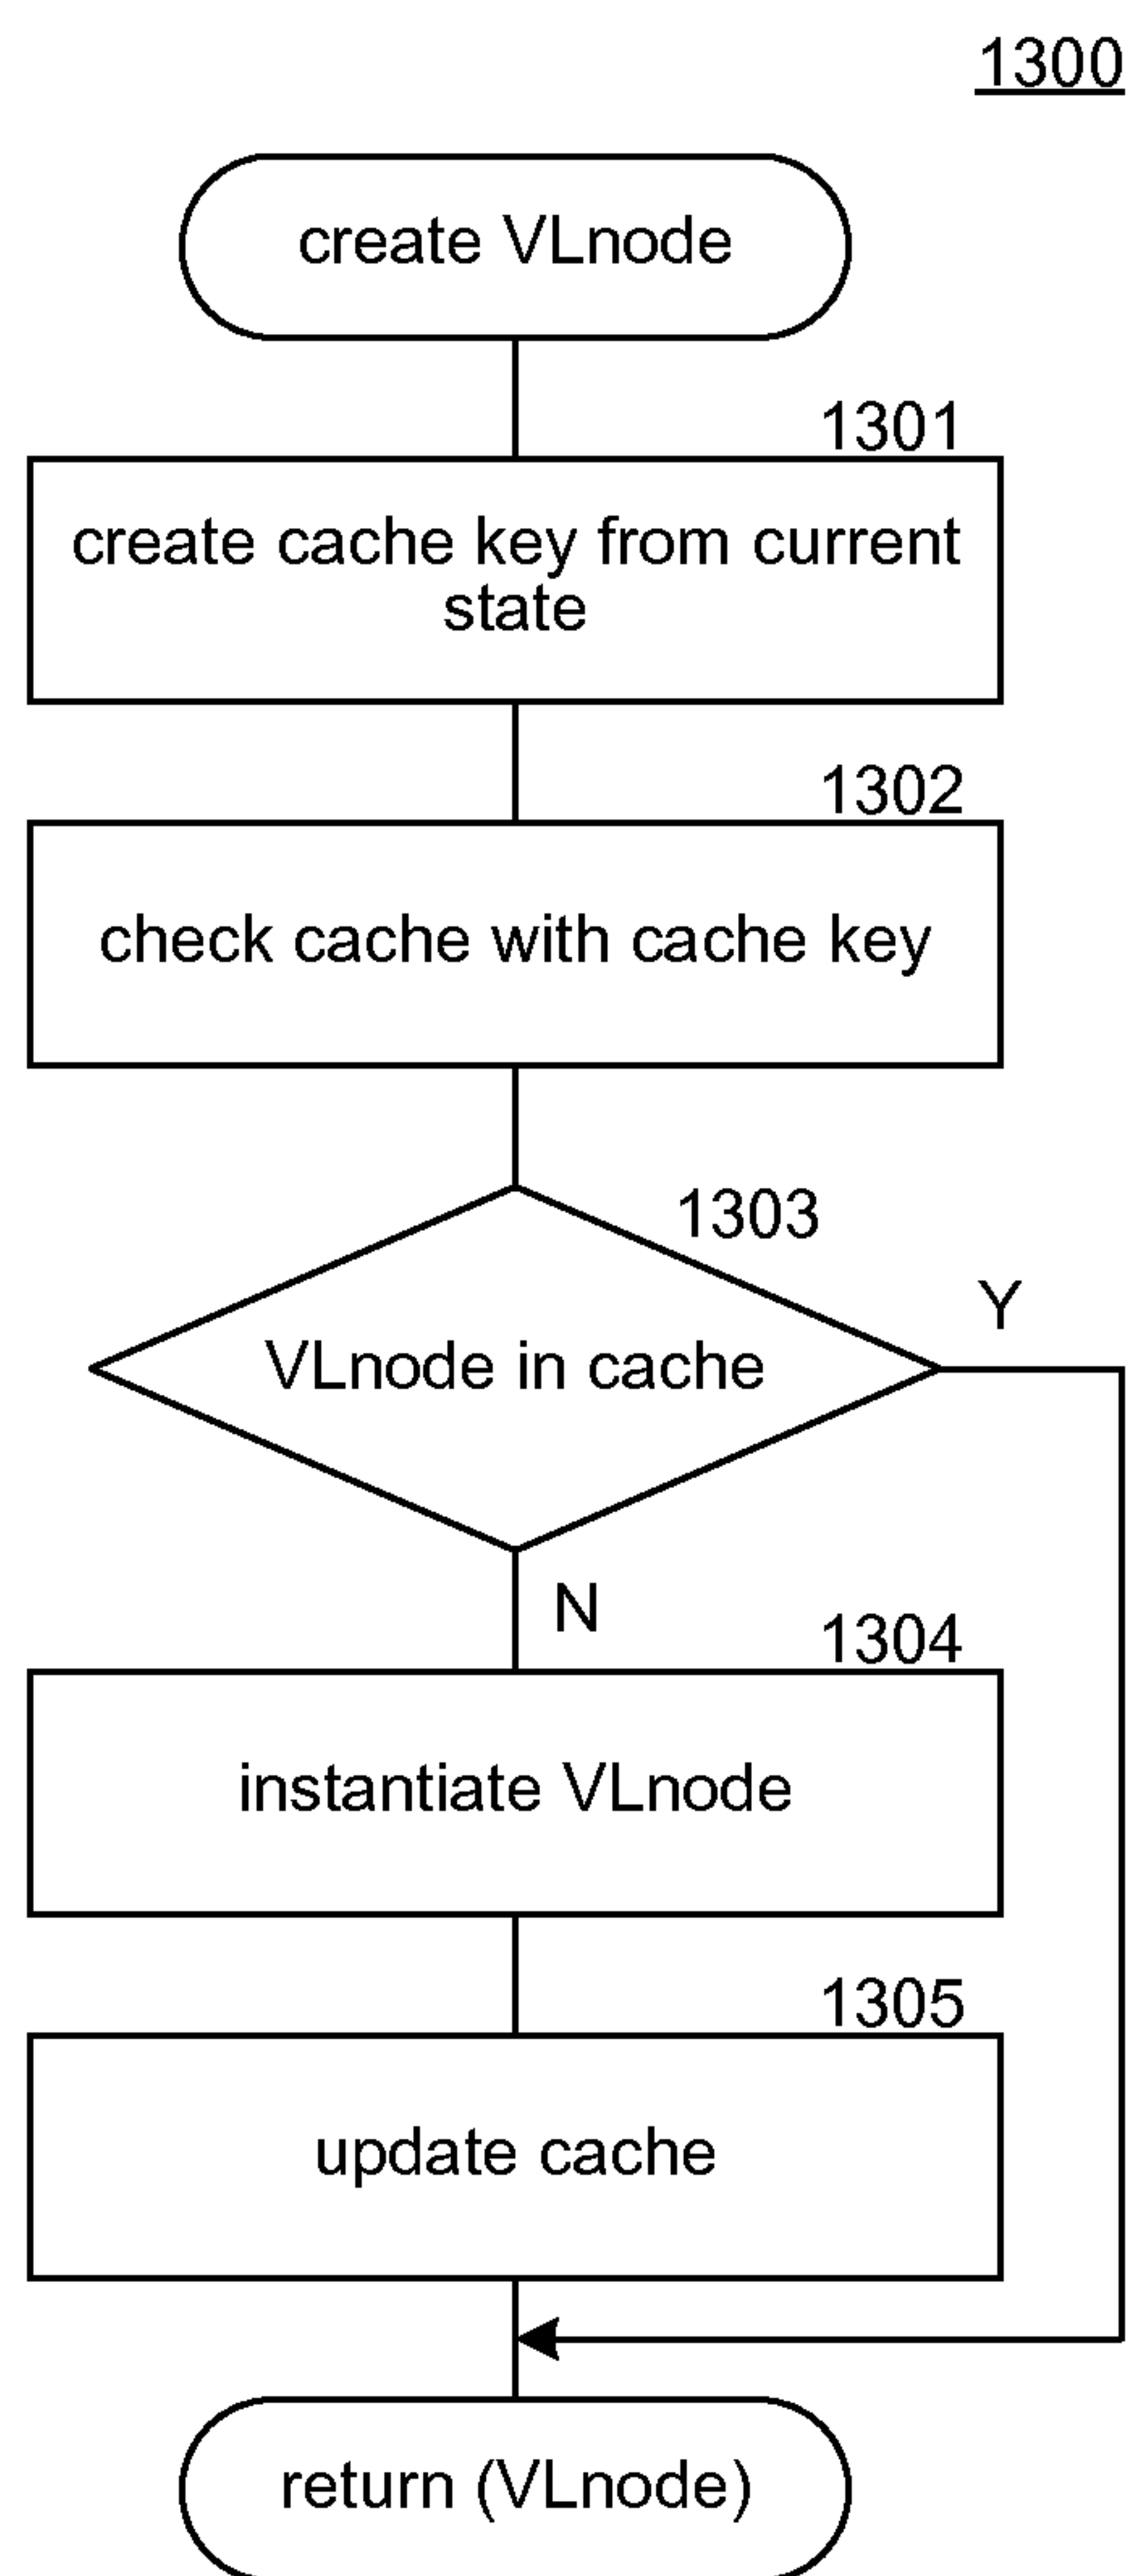 1300
create VLnode
1301
create cache key from current
state
1302
check cache with cache key
1303
VLnode in cache
Y
N
1304
instantiate VLnode
1305
update cache
return (VLnode)